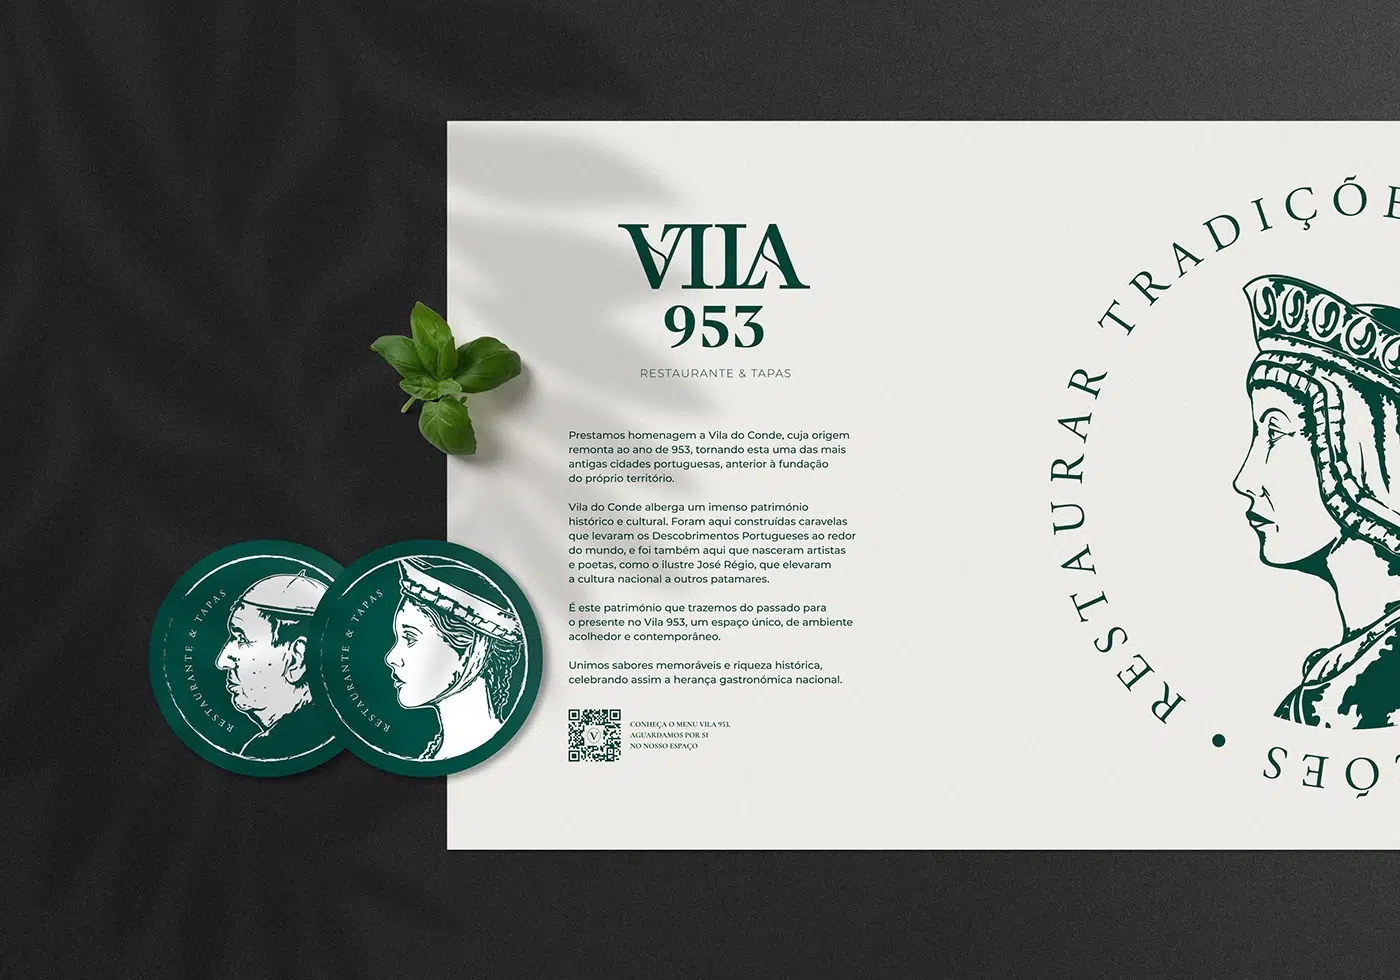 VILA
953
RESTAURANTE & TAPAS
Prestamos homenagem a Vila do Conde, cuja origem
remonta ao ano de 953, tornando esta uma das mais
antigas cidades portuguesas, anterior à fundação
do próprio território.
Vila do Conde alberga um imenso património
histórico e cultural. Foram aqui construídas caravelas
que levaram os Descobrimentos Portugueses ao redor
do mundo, e foi também aqui que nasceram artistas
e poetas, como o ilustre José Régio, que elevaram
a cultura nacional a outros patamares.
É este património que trazemos do passado para
o presente no Vila 953, um espaço único, de ambiente
acolhedor e contemporâneo.
Unimos sabores memoráveis e riqueza histórica,
celebrando assim a herança gastronómica nacional.
V
CONHEÇA O MENU VILA 953,
AGUARDAMOS POR SI
NO NOSSO ESPAÇO
RESTAURANTE & TAPAS
RESTAURANTE & TAPAS
RESTAURAR TRADIÇÕE
ÇÕES